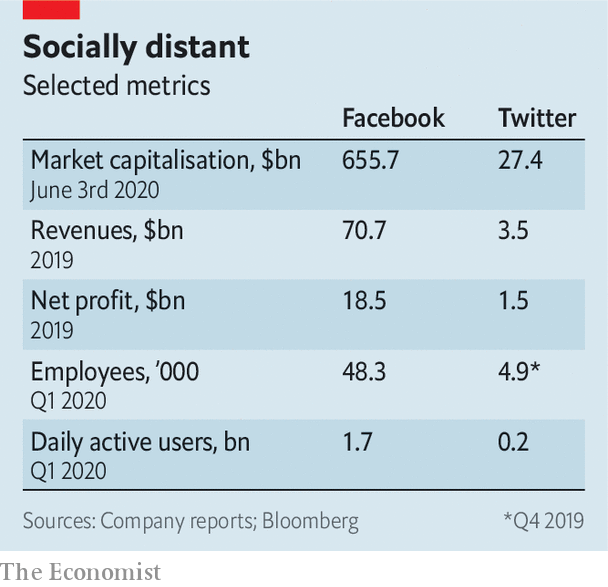 Socially distant
Selected metrics
Facebook Twitter
Market capitalisation, $bn 655.7 27.4
June 3rd 2020
Revenues, $bn 70.7 3.5
2019
Net profit, $bn 18.5 1.5
2019
Employees, ’000 48.3 4.9*
Q1 2020
Daily active users, bn 1.7 0.2
Q1 2020
Sources: Company reports; Bloomberg *Q4 2019
The Economist